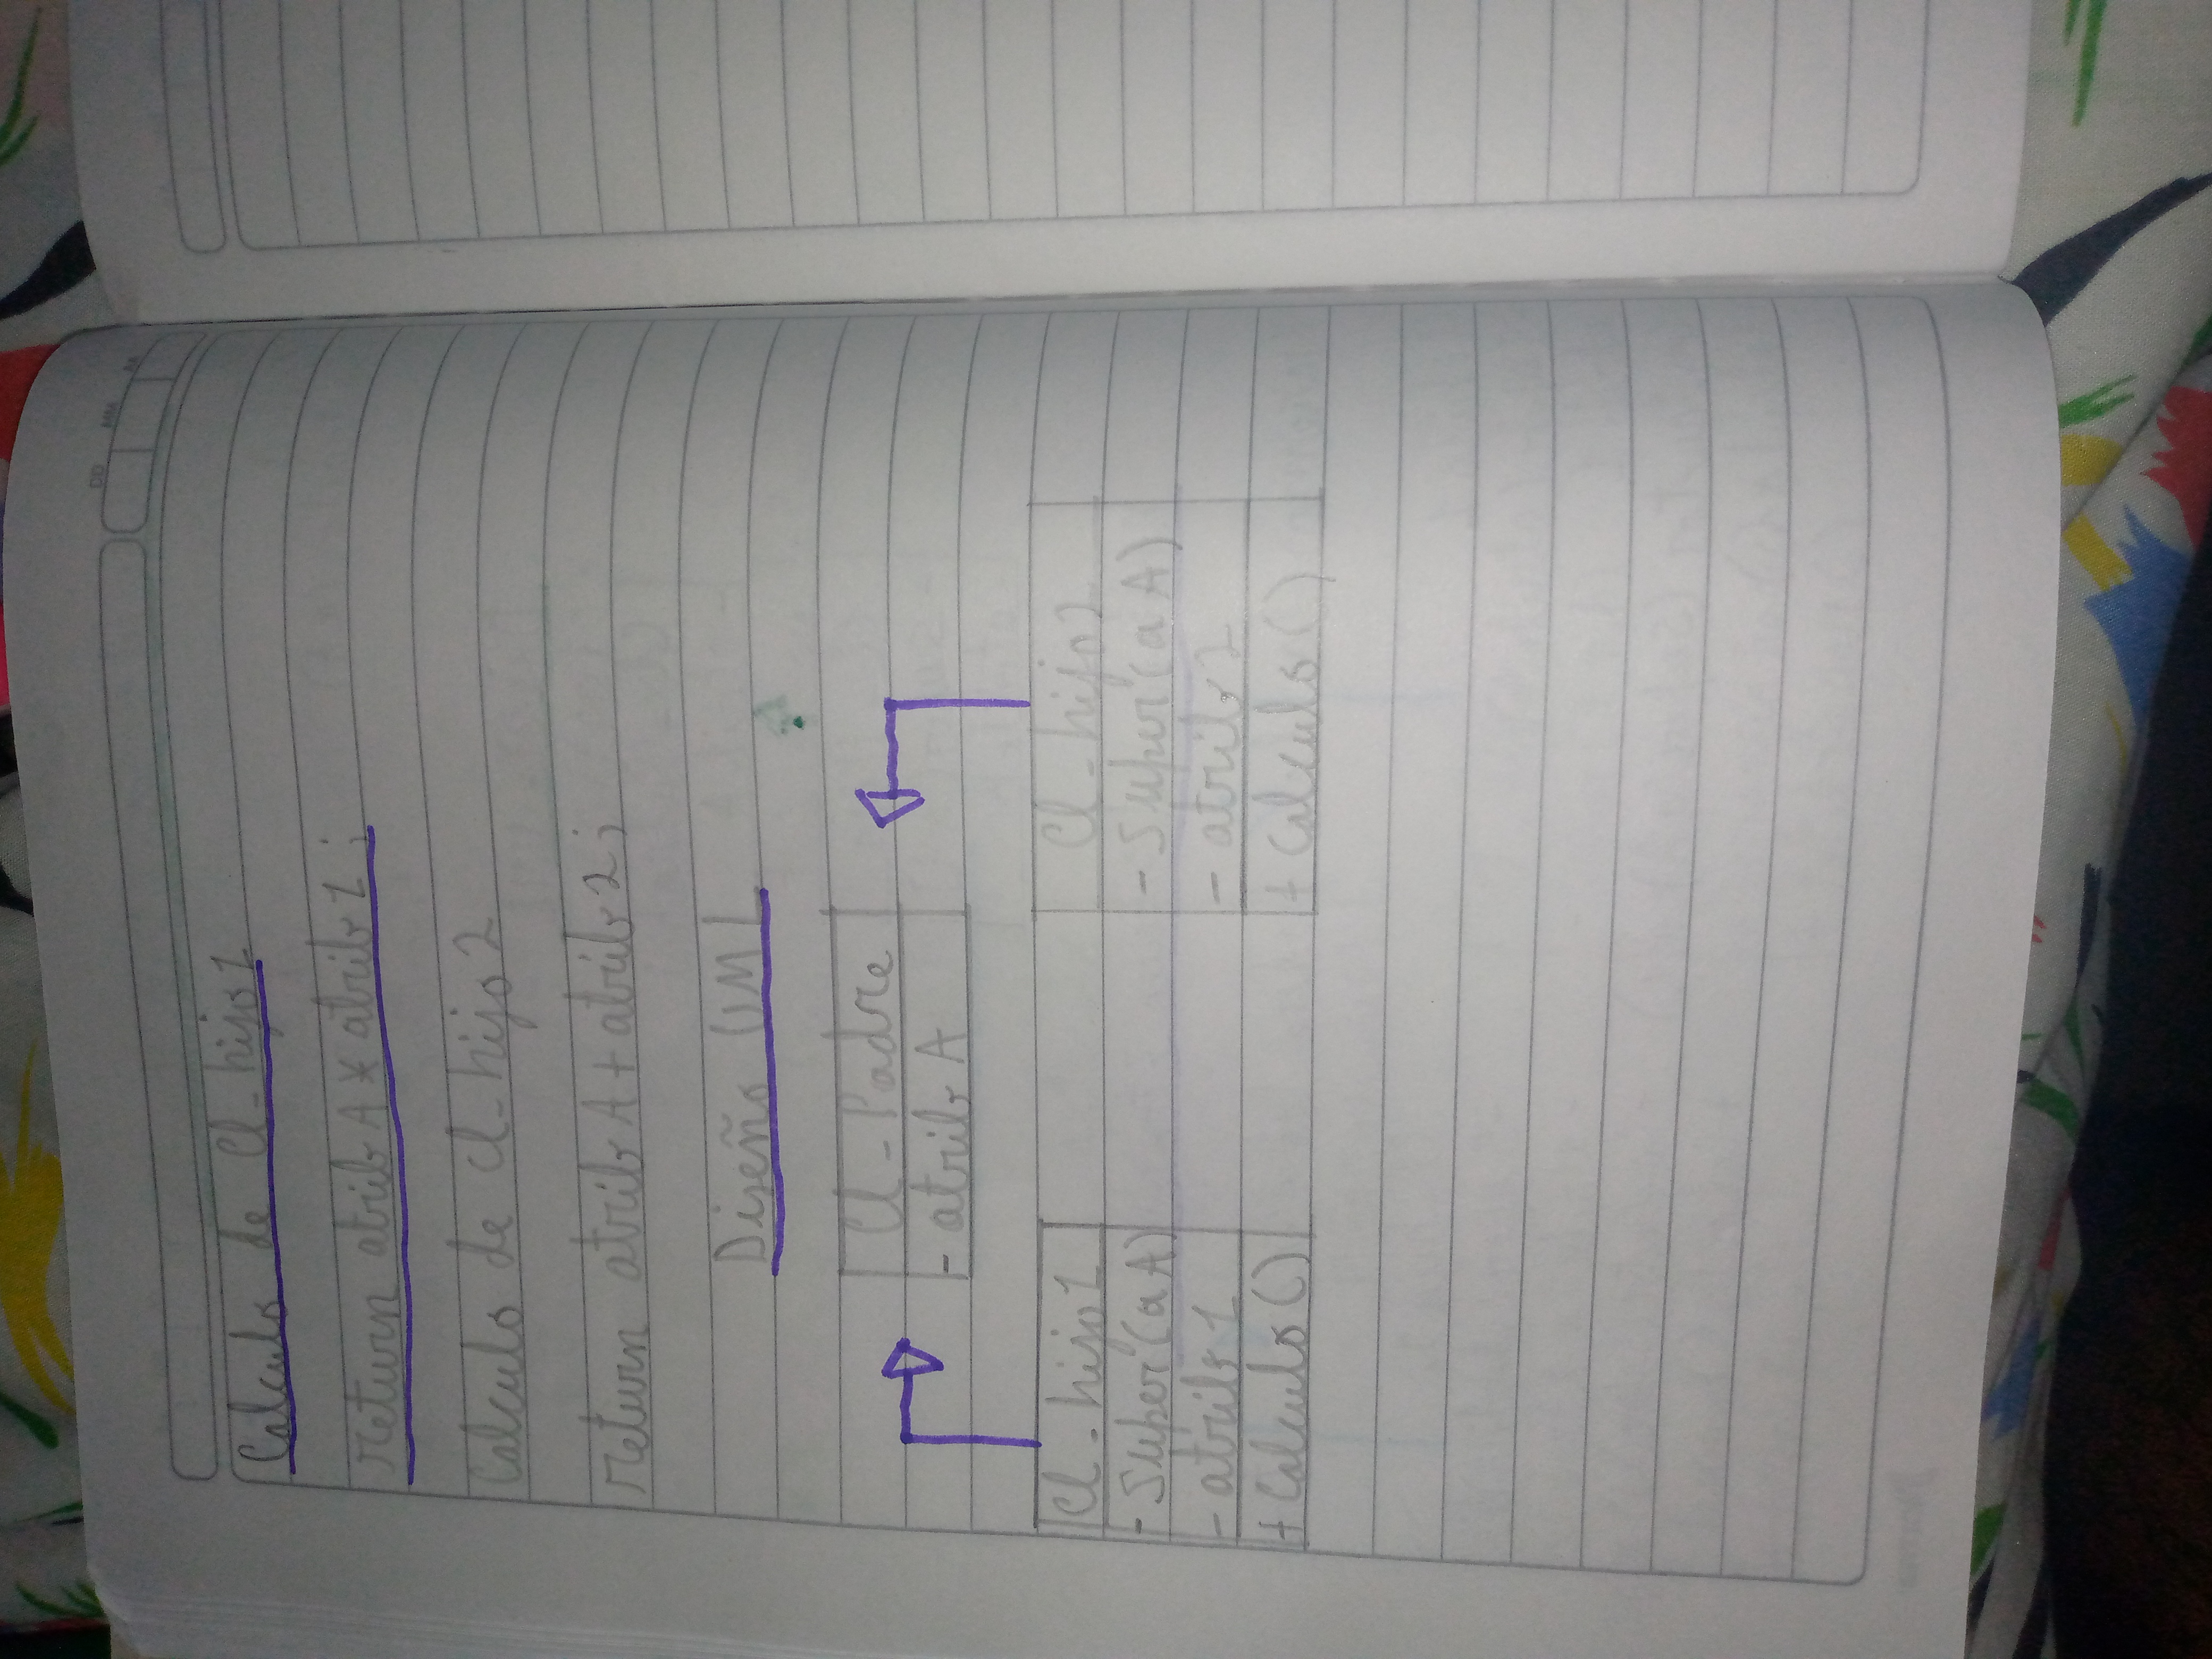 DD MM AA
Calculo de Cl_hijo1
return atribA * atrib1;
Calculo de Cl_hijo2
return atribA + atrib2;
Diseño UML
Cl_Padre
- atribA
Cl_hijo1
- Super(aA)
- atrib1
+ Calculo()
Cl_hijo2
- Super(aA)
- atrib2
+ Calculo()